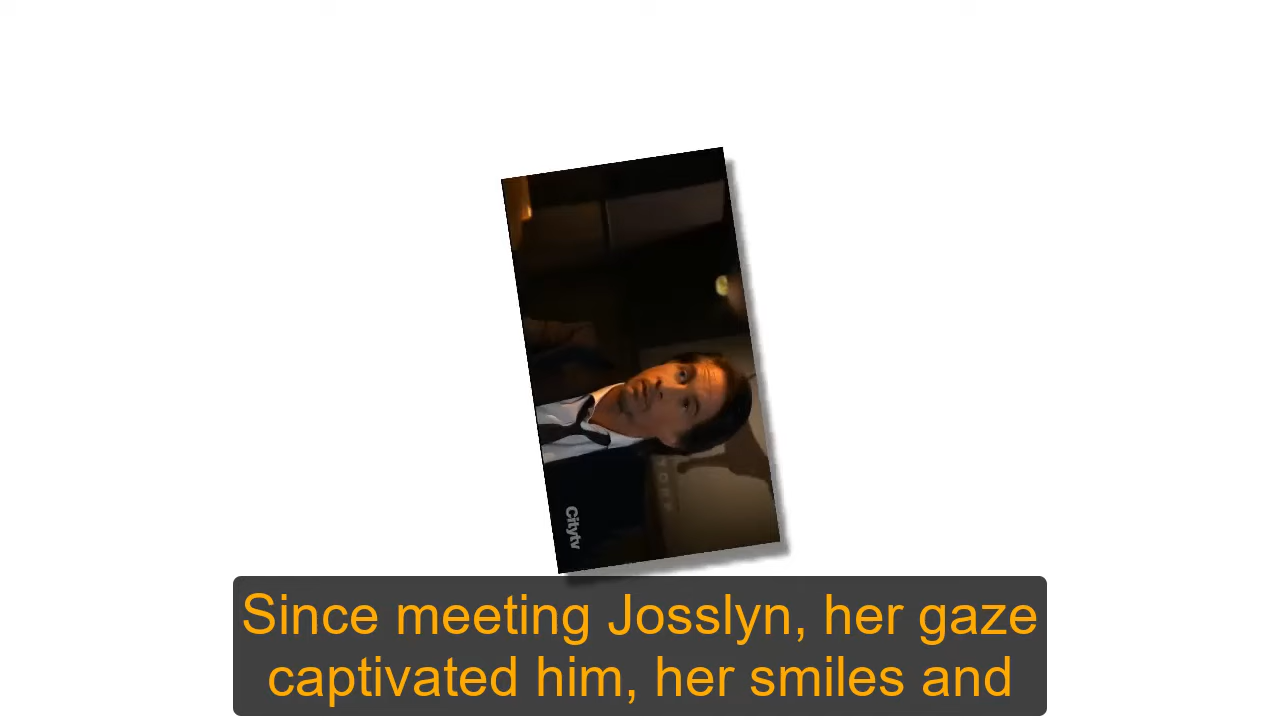 Citytv
Since meeting Josslyn, her gaze
captivated him, her smiles and